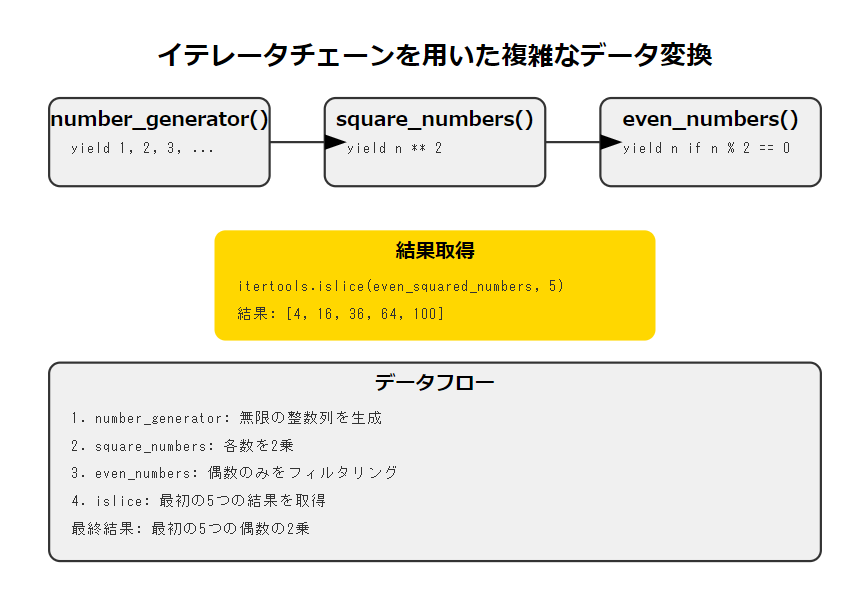 イテレータチェーンを用いた複雑なデータ変換
number_generator()
yield 1, 2, 3, ...
square_numbers()
yield n ** 2
even_numbers()
yield n if n % 2 == 0
結果取得
itertools.islice(even_squared_numbers, 5)
結果: [4, 16, 36, 64, 100]
データフロー
1. number_generator: 無限の整数列を生成
2. square_numbers: 各数を2乗
3. even_numbers: 偶数のみをフィルタリング
4. islice: 最初の5つの結果を取得
最終結果: 最初の5つの偶数の2乗